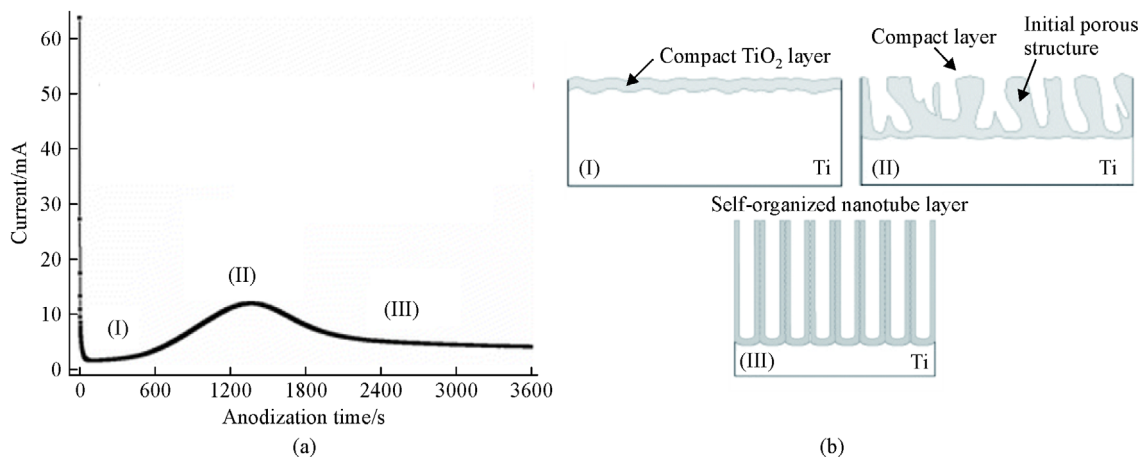 Current/mA
60
50
40
30
20
10
0
(I)
(II)
(III)
0 600 1200 1800 2400 3000 3600
Anodization time/s
(a)
Compact TiO₂ layer
(I)
Ti
Compact layer
Initial porous
structure
(II)
Ti
Self-organized nanotube layer
(III)
Ti
(b)